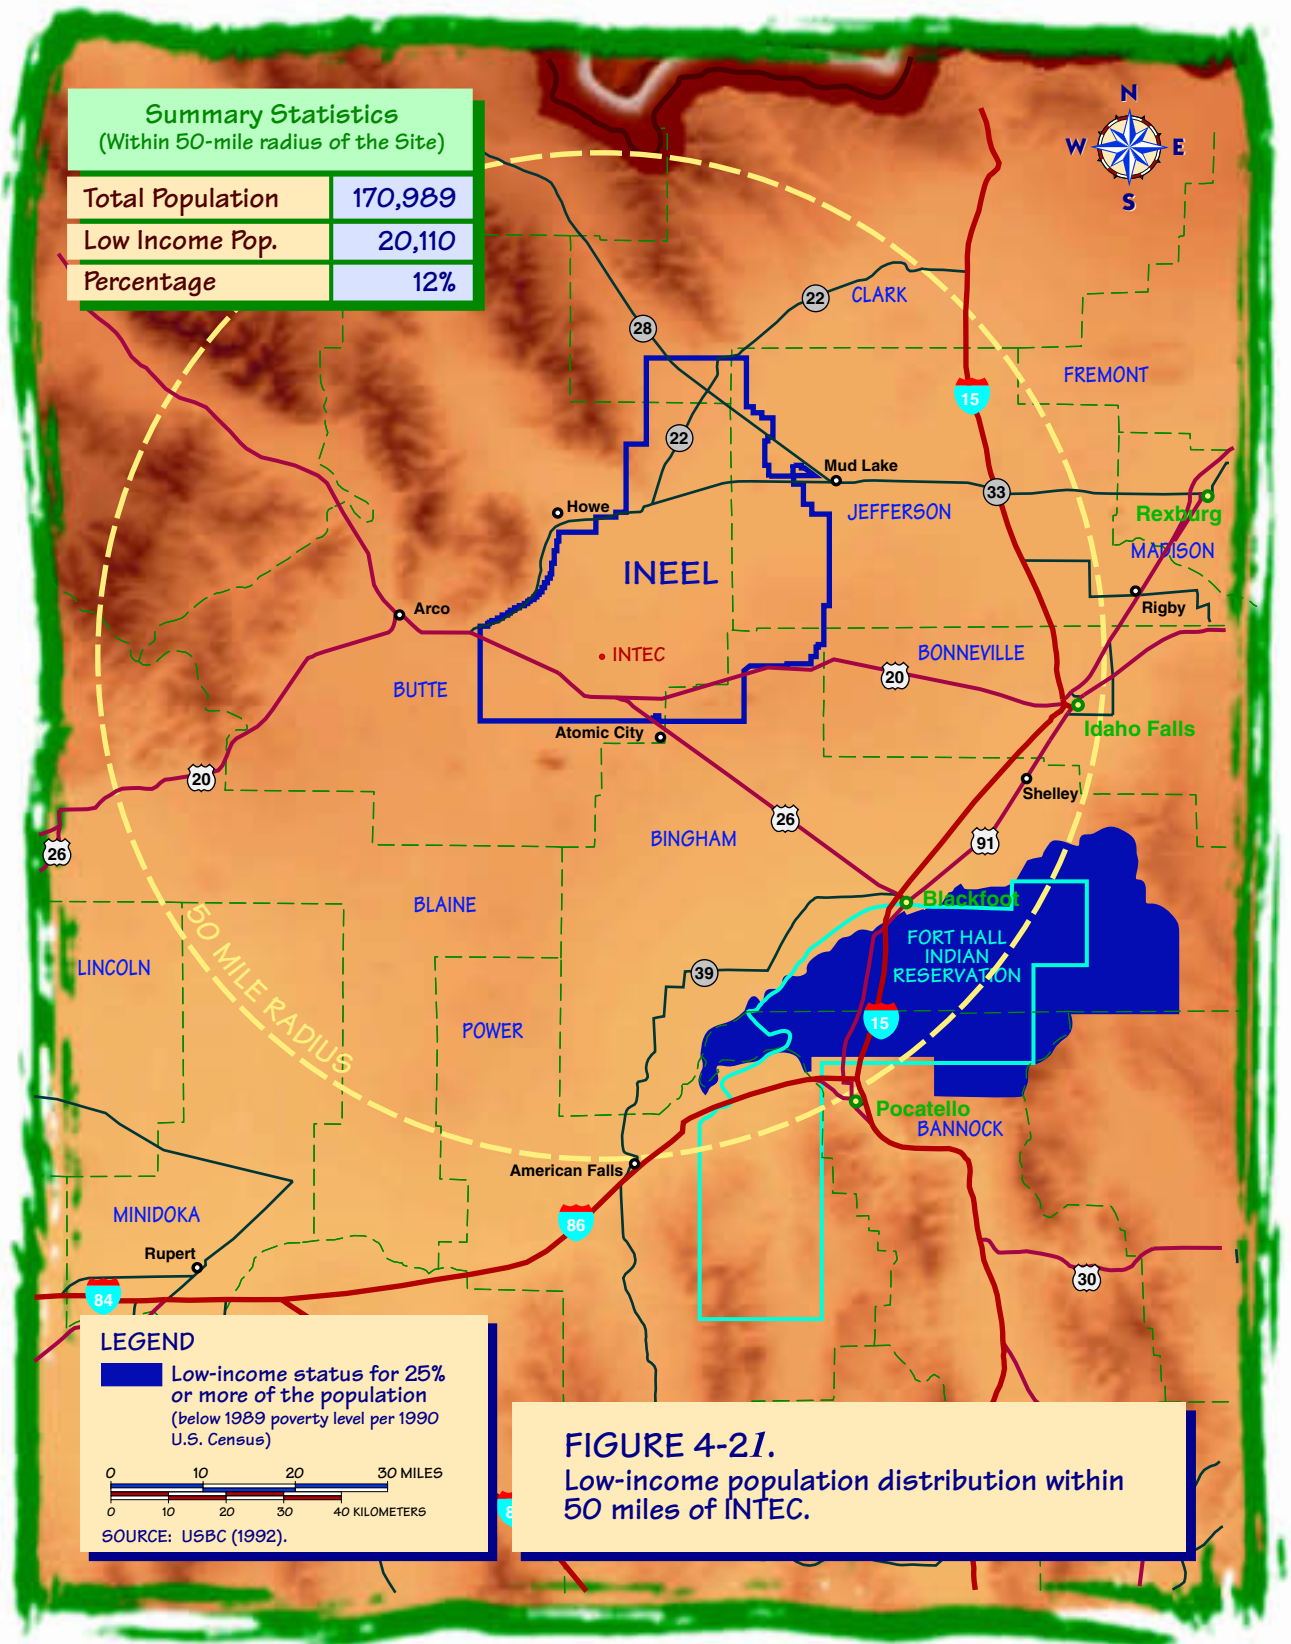 Summary Statistics
(Within 50-mile radius of the Site)
Total Population 170,989
Low Income Pop. 20,110
Percentage 12%
N
W E
S
22
CLARK
28
FREMONT
15
22
Mud Lake
33
Howe
JEFFERSON
Rexburg
MADISON
INEEL
Rigby
Arco
INTEC
BONNEVILLE
20
BUTTE
Atomic City
Idaho Falls
20
Shelley
26
BINGHAM
91
26
BLAINE
Blackfoot
50 MILE RADIUS
FORT HALL
INDIAN
RESERVATION
LINCOLN
39
POWER
15
Pocatello
BANNOCK
American Falls
MINIDOKA
86
Rupert
30
84
LEGEND
Low-income status for 25%
or more of the population
(below 1989 poverty level per 1990
U.S. Census)
0 10 20 30 MILES
0 10 20 30 40 KILOMETERS
SOURCE: USBC (1992).
FIGURE 4-21.
Low-income population distribution within
50 miles of INTEC.